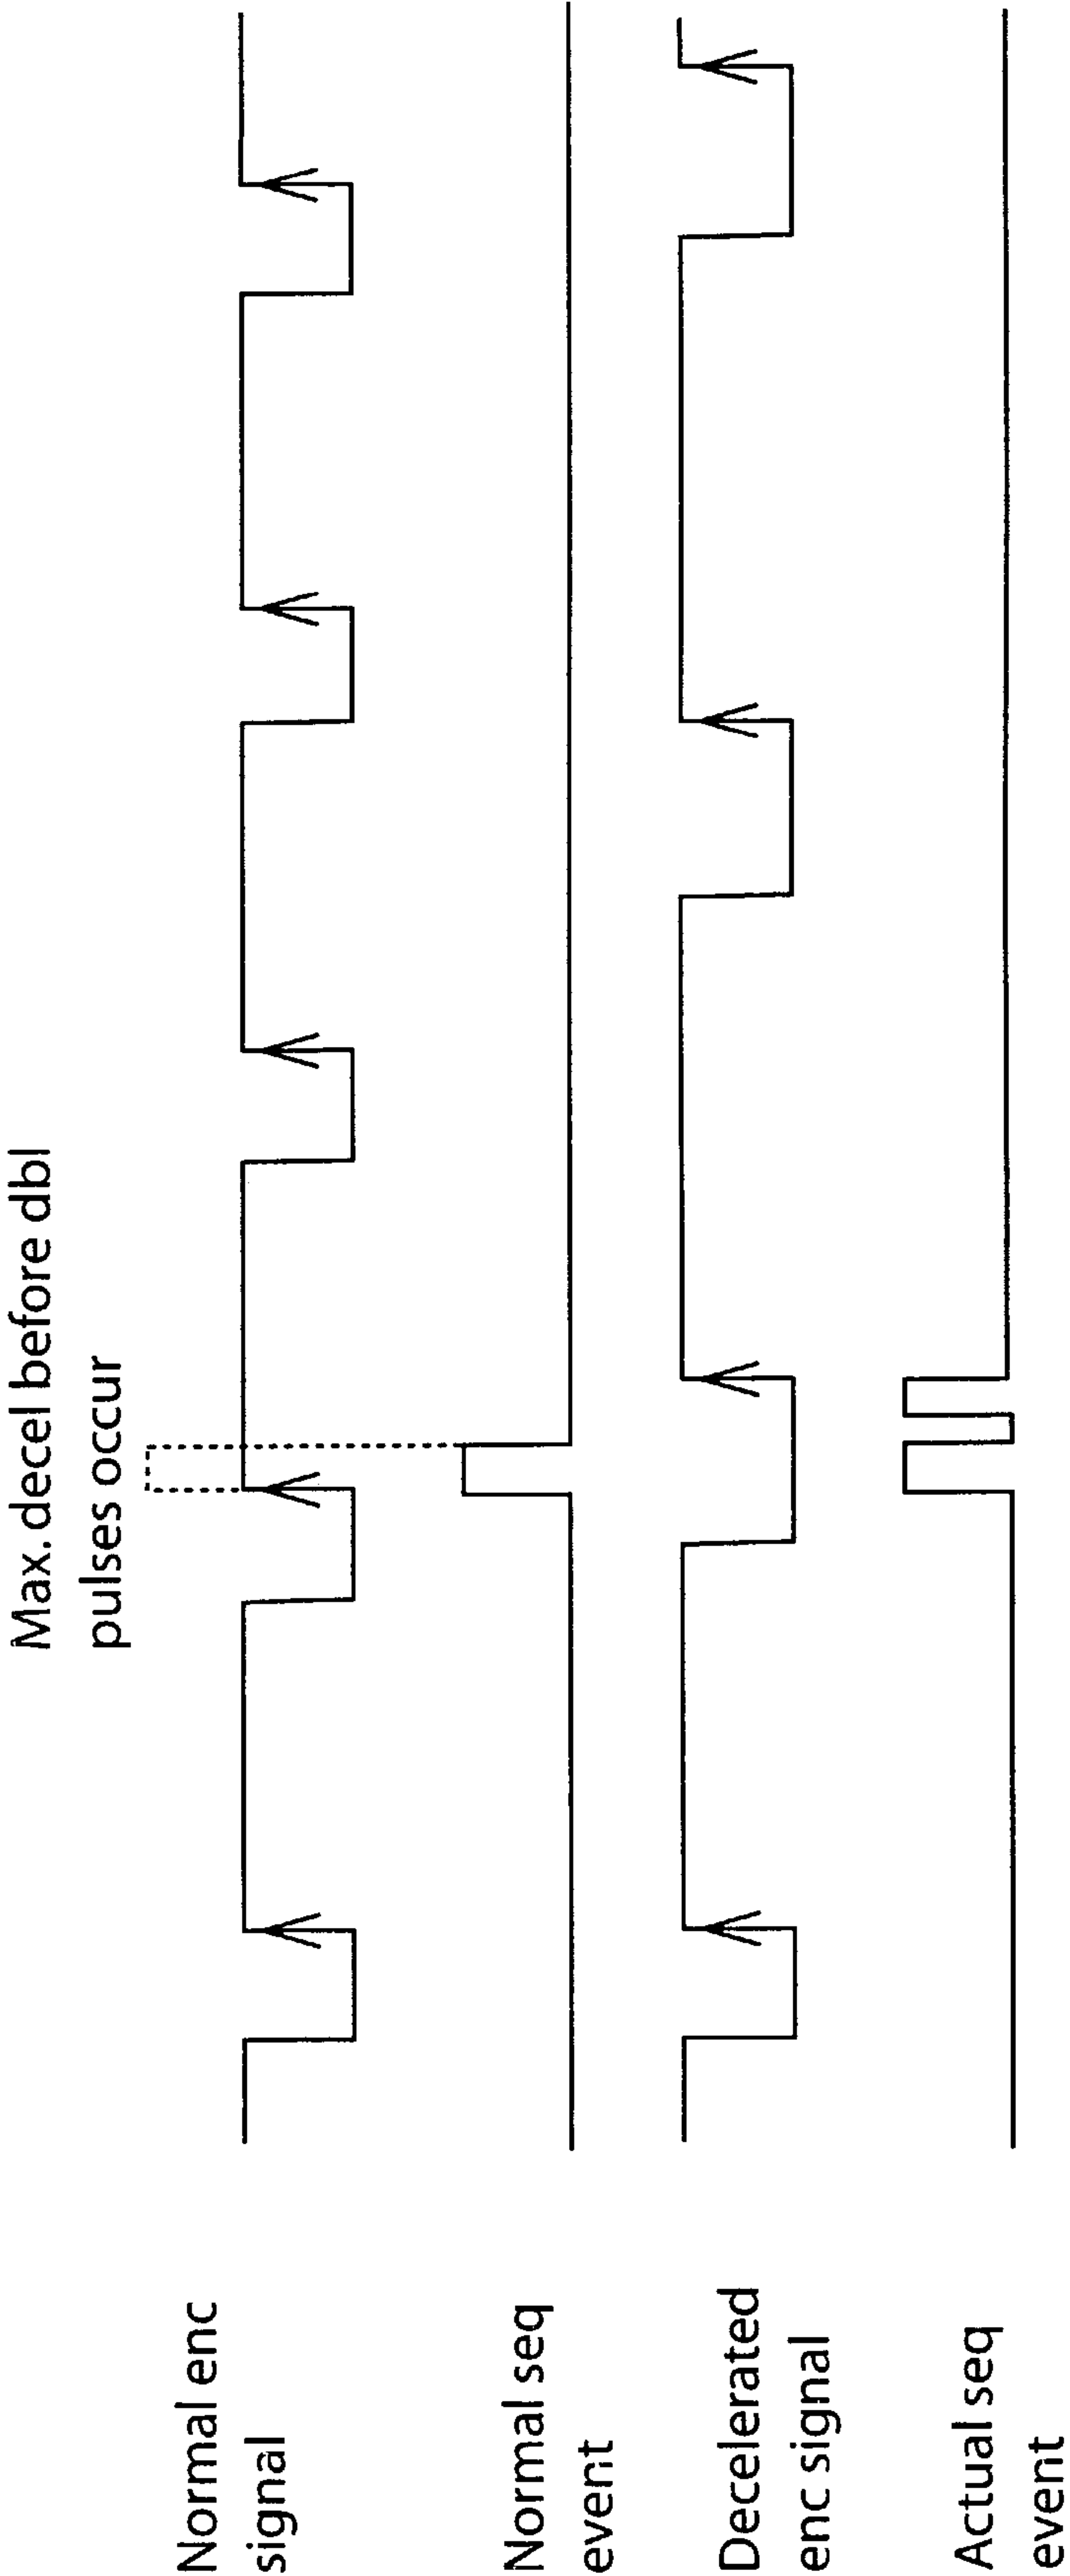 Max. decel before dbl
pulses occur
Normal enc
signal
Normal seq
event
Decelerated
enc signal
Actual seq
event